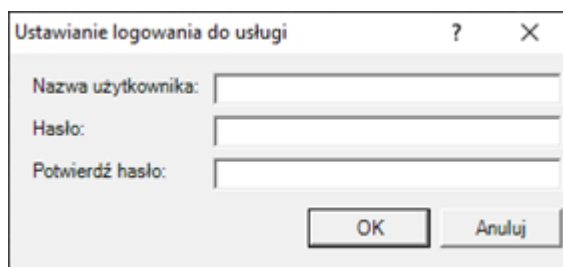 Ustawianie logowania do usługi ? X
Nazwa użytkownika:
Hasło:
Potwierdź hasło:
OK Anuluj